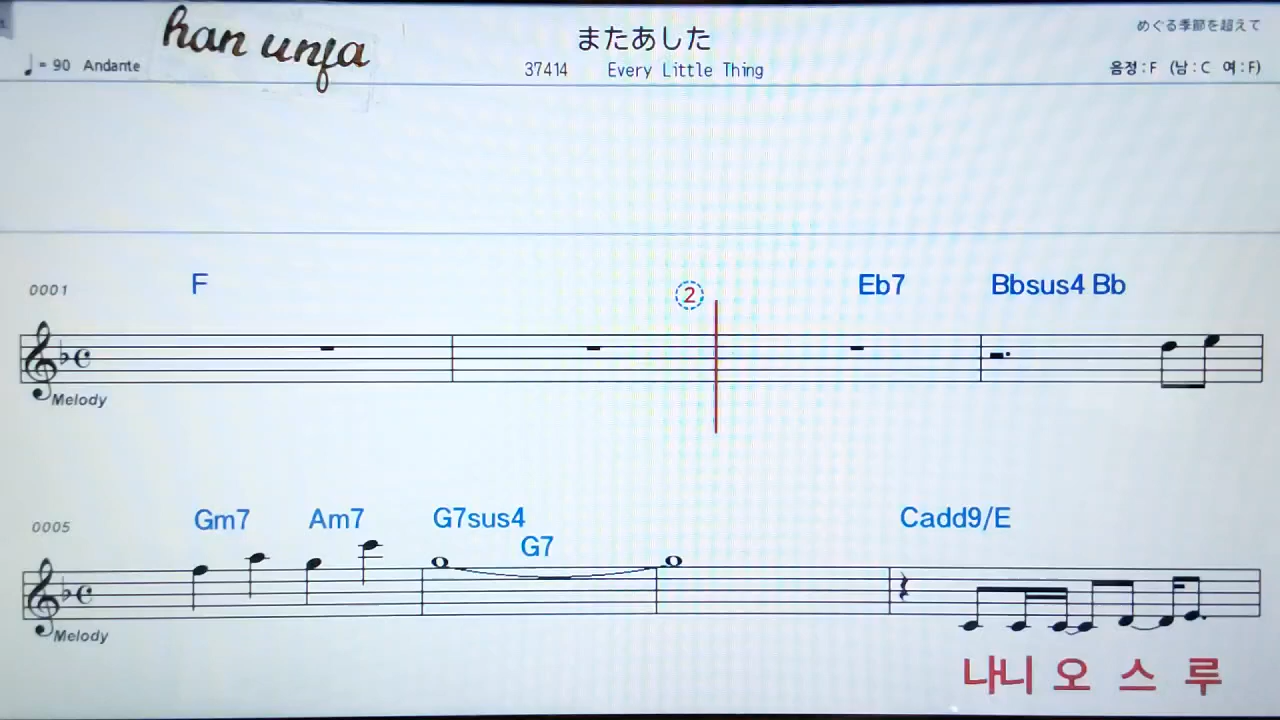 han unfa
またあした
めぐる季節を超えて
♩= 90 Andante
37414 Every Little Thing
음정:F (남:C 여:F)
0001
F
2
Eb7
Bbsus4 Bb
Melody
0005
Gm7 Am7 G7sus4 G7 Cadd9/E
Melody
나니 오 스 루